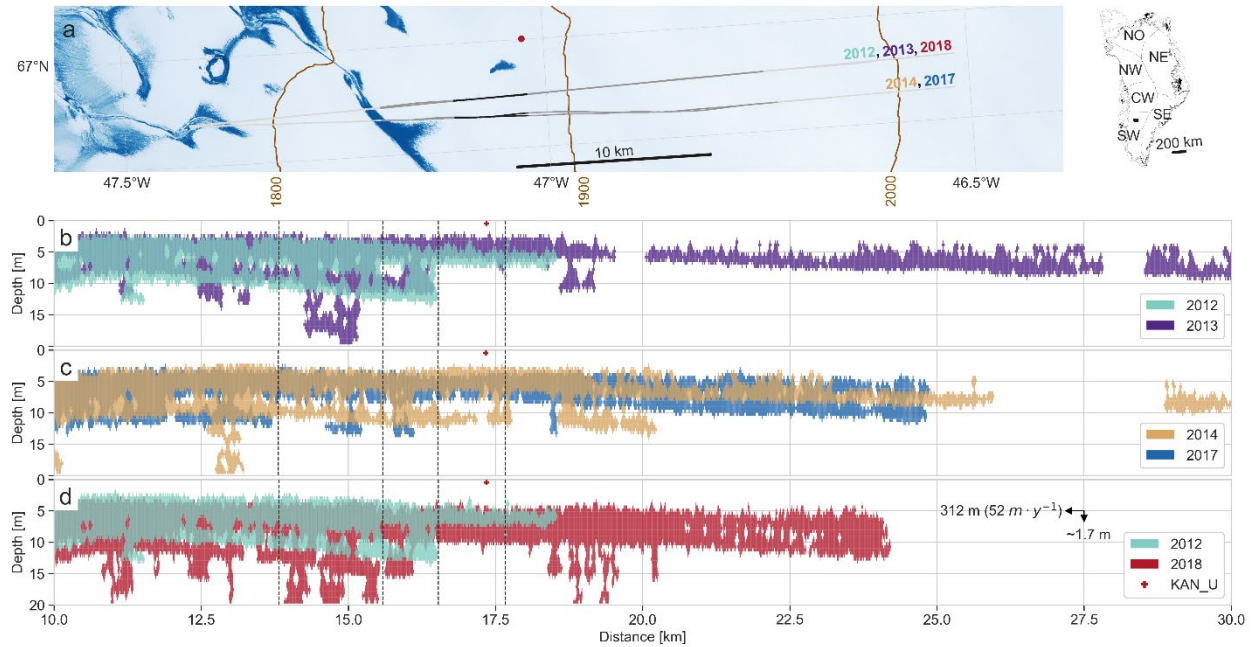 a
67°N
2012, 2013, 2018
2014, 2017
10 km
47.5°W
1800
47°W
1900
2000
46.5°W
NO
NE
NW
CW
SE
SW
200 km
b
Depth [m]
0
5
10
15
2012
2013
c
Depth [m]
0
5
10
15
2014
2017
d
Depth [m]
0
5
10
15
20
312 m (52 m · y⁻¹)
~1.7 m
2012
2018
KAN_U
10.0 12.5 15.0 17.5 20.0 22.5 25.0 27.5 30.0
Distance [km]